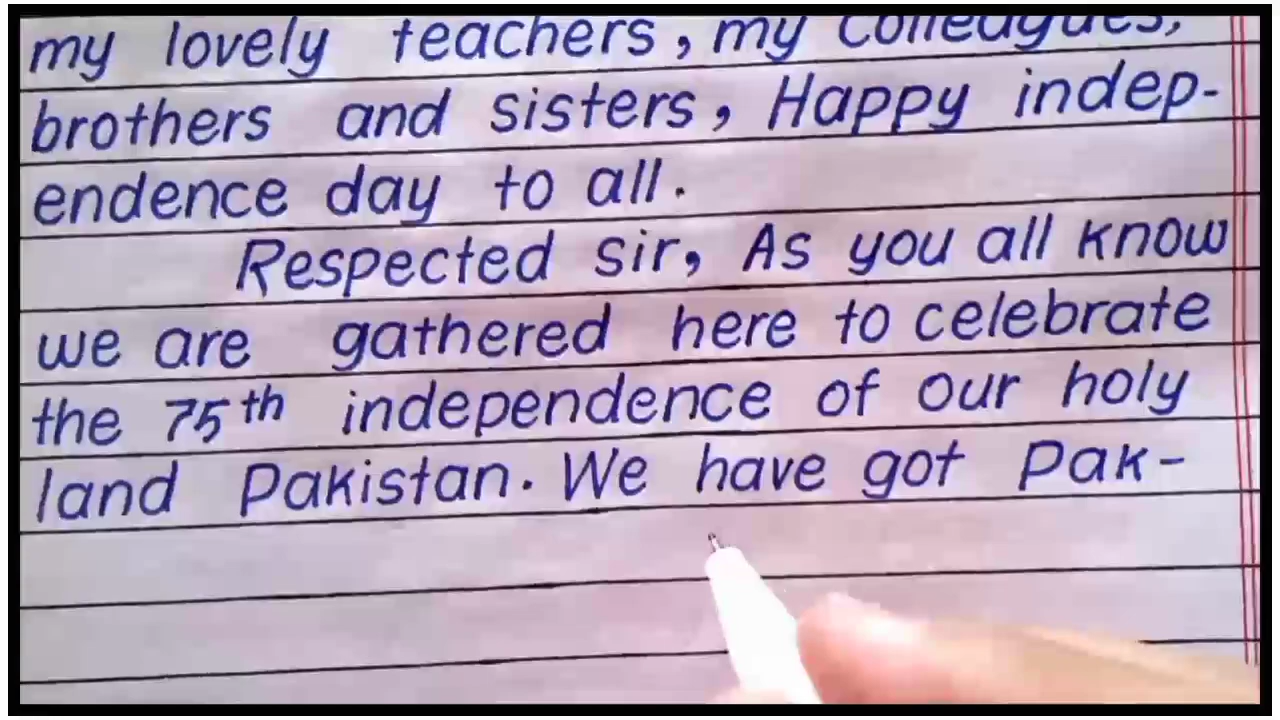 my lovely teachers, my colleagues,
brothers and sisters, Happy indep-
endence day to all.
Respected sir, As you all know
we are gathered here to celebrate
the 75th independence of our holy
land Pakistan. We have got Pak-